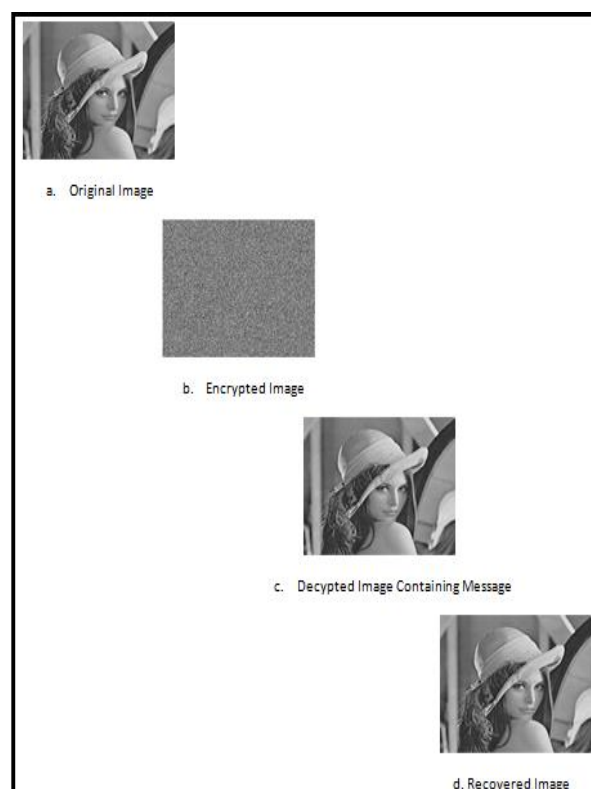 a. Original Image
b. Encrypted Image
c. Decypted Image Containing Message
d. Recovered Image